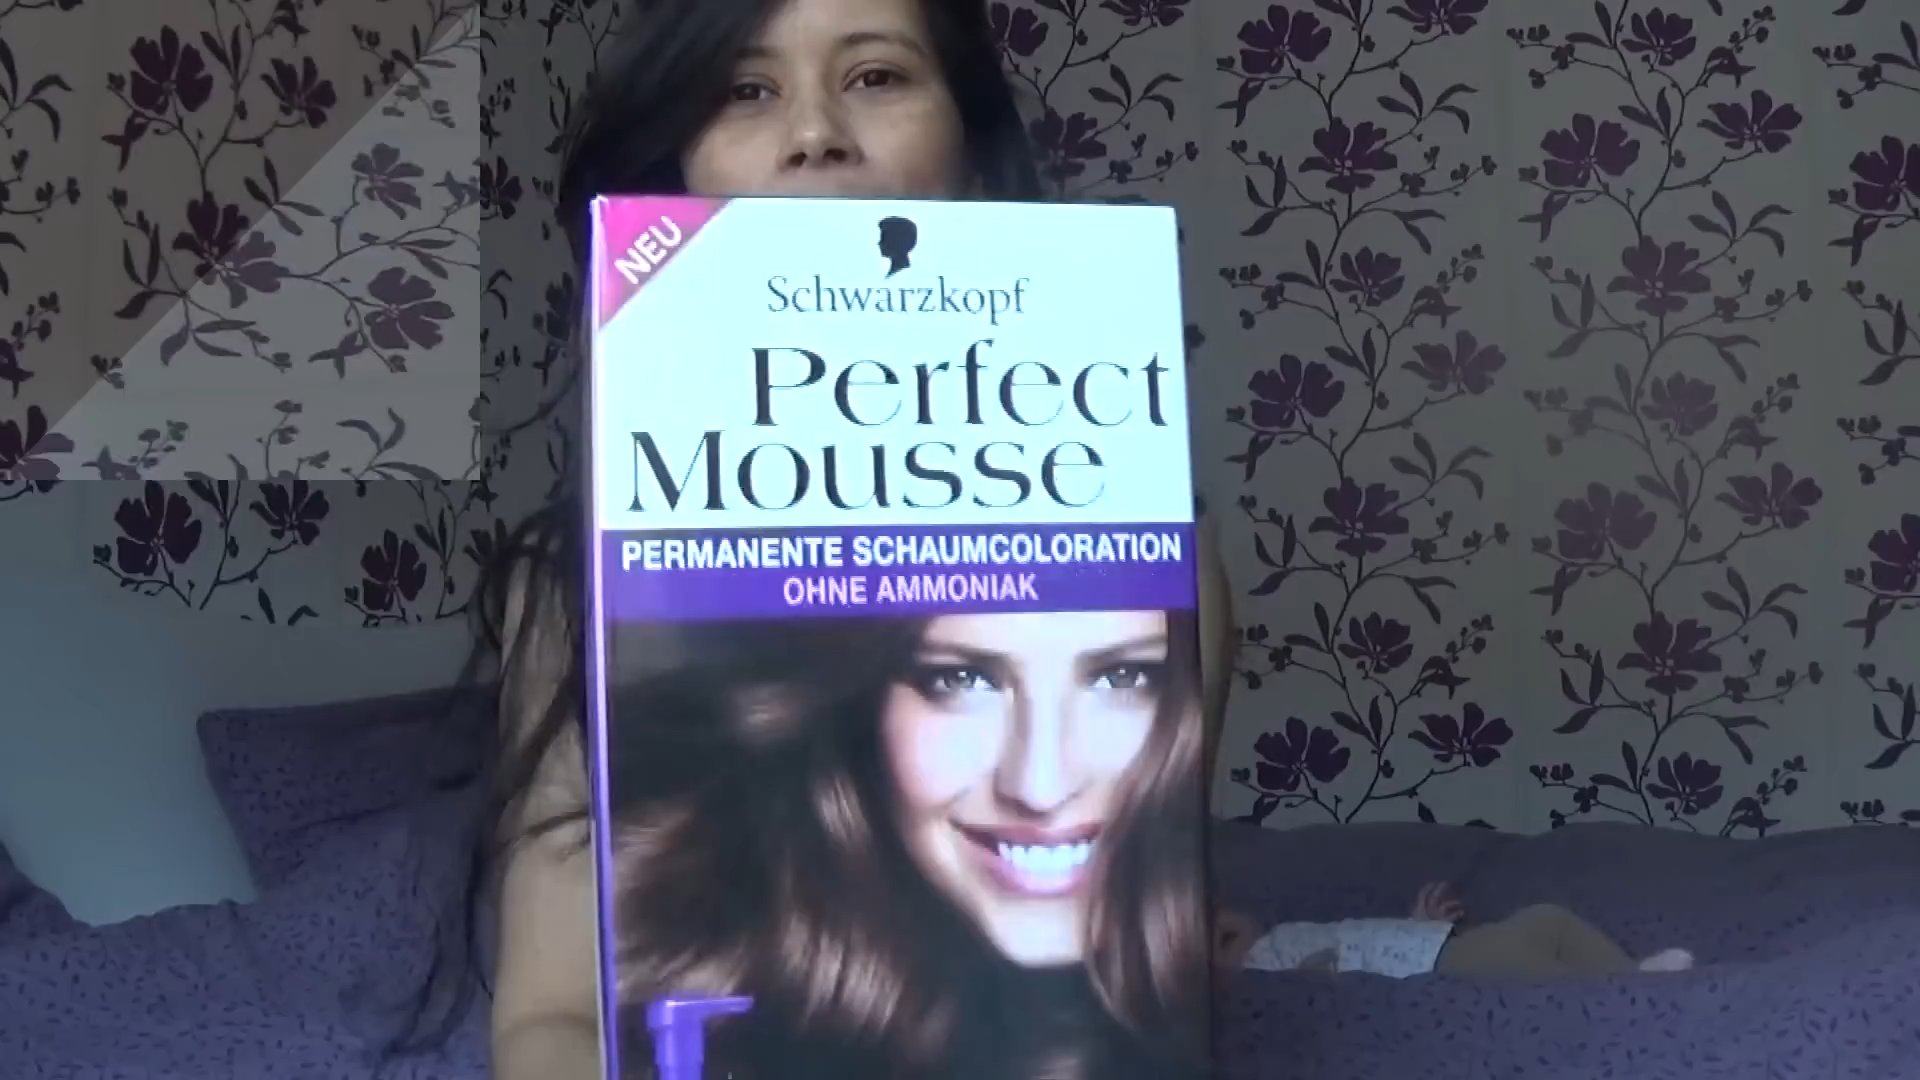 NEU
Schwarzkopf
Perfect
Mousse
PERMANENTE SCHAUMCOLORATION
OHNE AMMONIAK